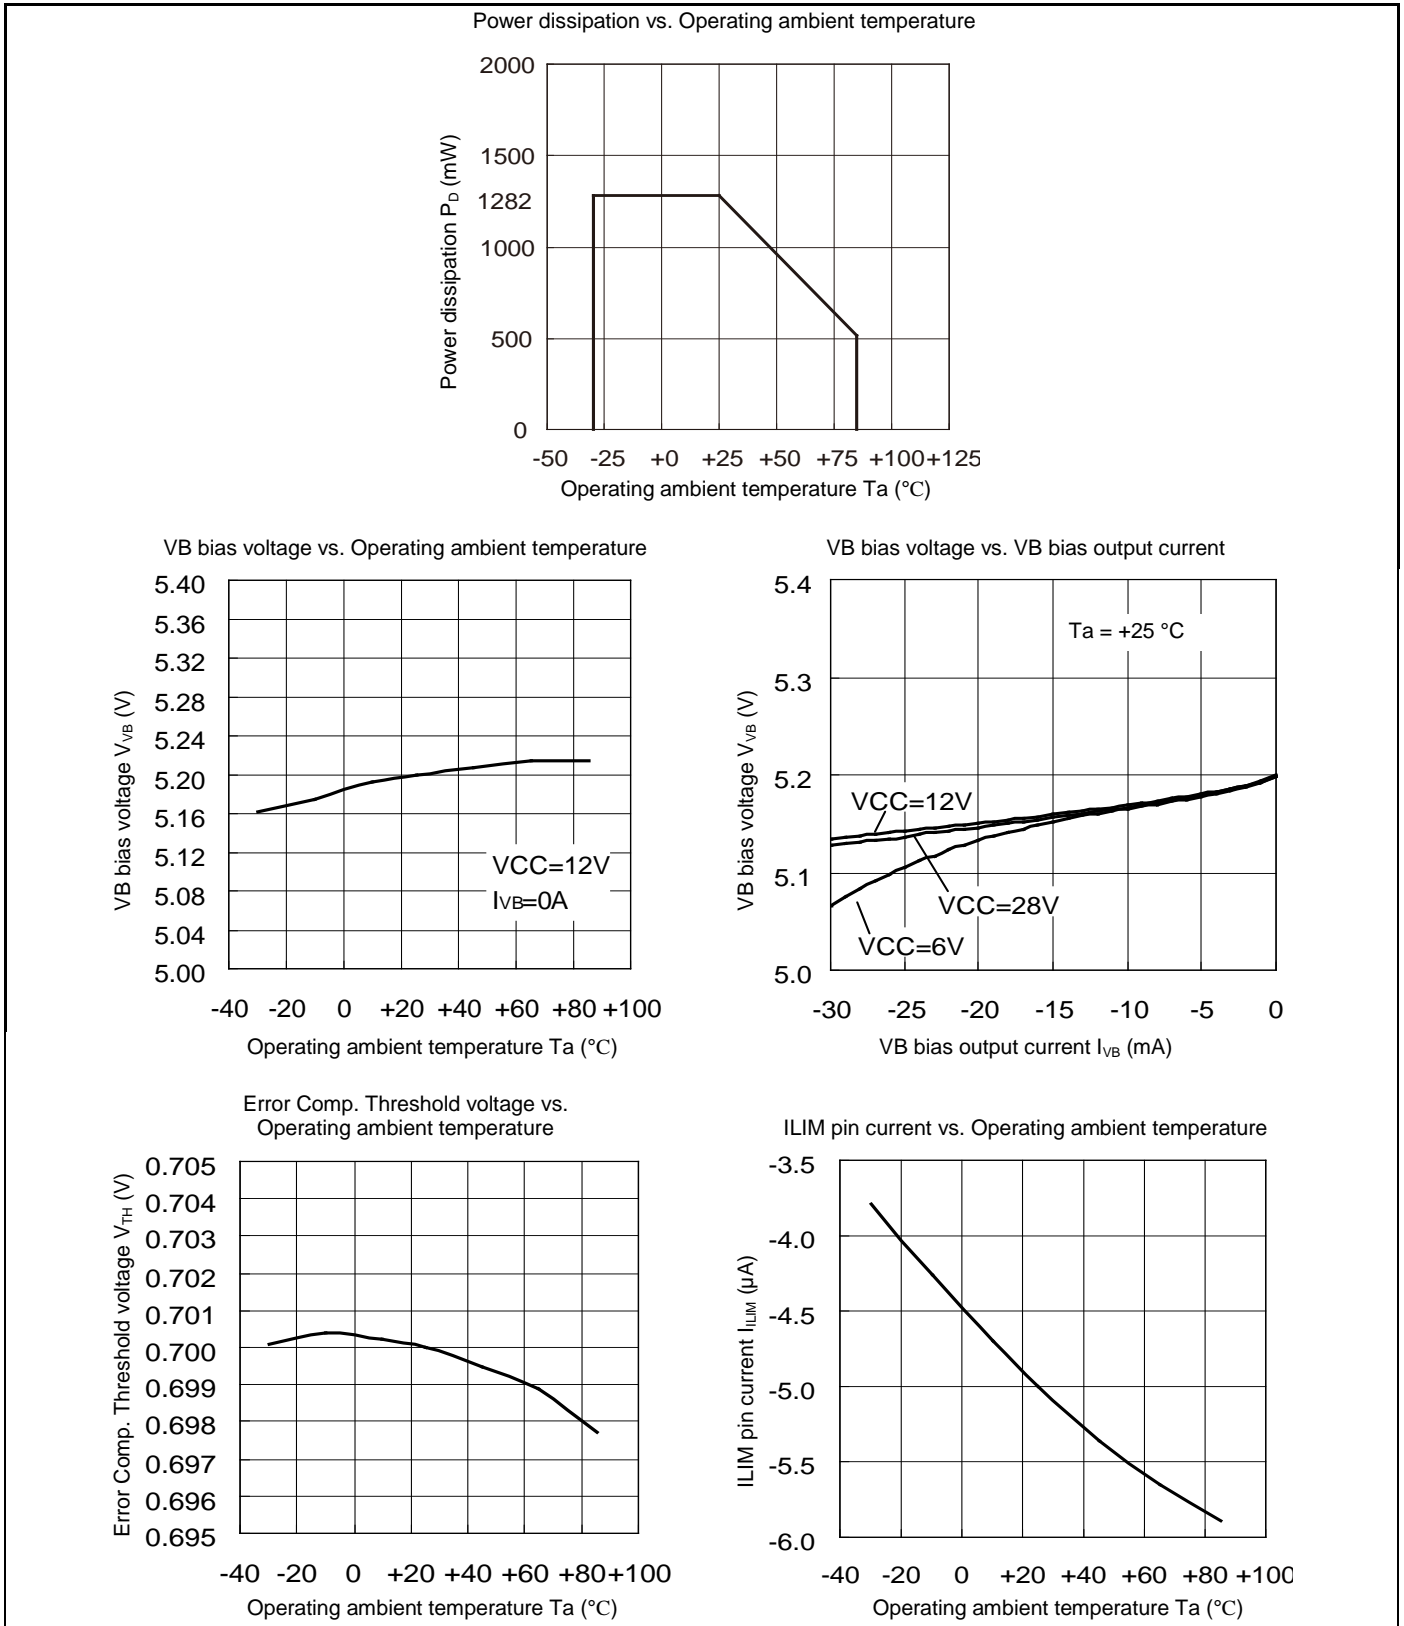 Power dissipation vs. Operating ambient temperature
2000
1500
1282
1000
500
0
Power dissipation PD (mW)
-50 -25 +0 +25 +50 +75 +100 +125
Operating ambient temperature Ta (°C)
VB bias voltage vs. Operating ambient temperature
5.40
5.36
5.32
5.28
5.24
5.20
5.16
5.12
5.08
5.04
5.00
VB bias voltage VVB (V)
VCC=12V
IVB=0A
-40 -20 0 +20 +40 +60 +80 +100
Operating ambient temperature Ta (°C)
VB bias voltage vs. VB bias output current
5.4
5.3
5.2
5.1
5.0
VB bias voltage VVB (V)
Ta = +25 °C
VCC=12V
VCC=28V
VCC=6V
-30 -25 -20 -15 -10 -5 0
VB bias output current IVB (mA)
Error Comp. Threshold voltage vs.
Operating ambient temperature
0.705
0.704
0.703
0.702
0.701
0.700
0.699
0.698
0.697
0.696
0.695
Error Comp. Threshold voltage VTH (V)
-40 -20 0 +20 +40 +60 +80 +100
Operating ambient temperature Ta (°C)
ILIM pin current vs. Operating ambient temperature
-3.5
-4.0
-4.5
-5.0
-5.5
-6.0
ILIM pin current IILIM (µA)
-40 -20 0 +20 +40 +60 +80 +100
Operating ambient temperature Ta (°C)